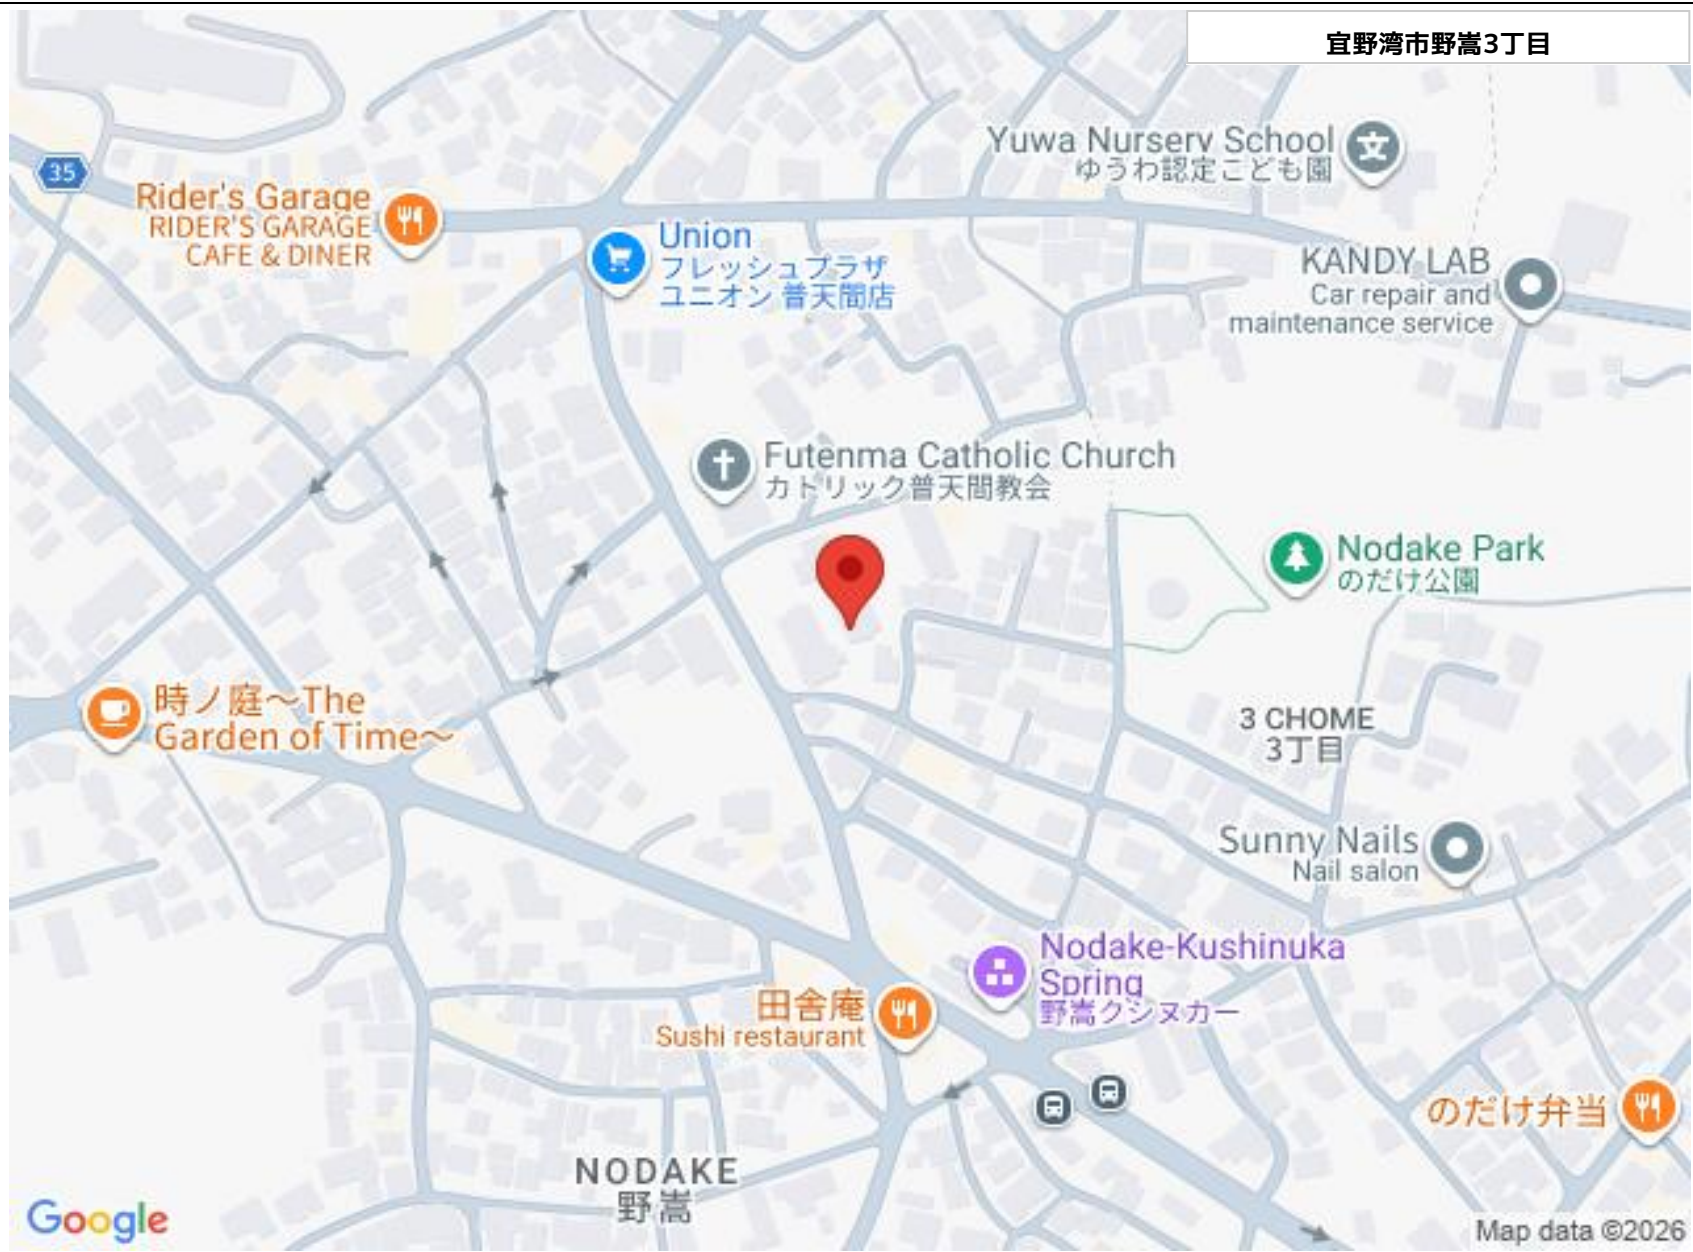 宜野湾市野嵩3丁目
Yuwa Nursery School
ゆうわ認定こども園
35
Rider's Garage
RIDER'S GARAGE
CAFE & DINER
Union
フレッシュプラザ
ユニオン 普天間店
KANDY LAB
Car repair and
maintenance service
Futenma Catholic Church
カトリック普天間教会
Nodake Park
のだけ公園
時ノ庭〜The
Garden of Time〜
3 CHOME
3丁目
Sunny Nails
Nail salon
Nodake-Kushinuka
Spring
野嵩クシヌカー
田舎庵
Sushi restaurant
のだけ弁当
NODAKE
野嵩
Google
Map data ©2026